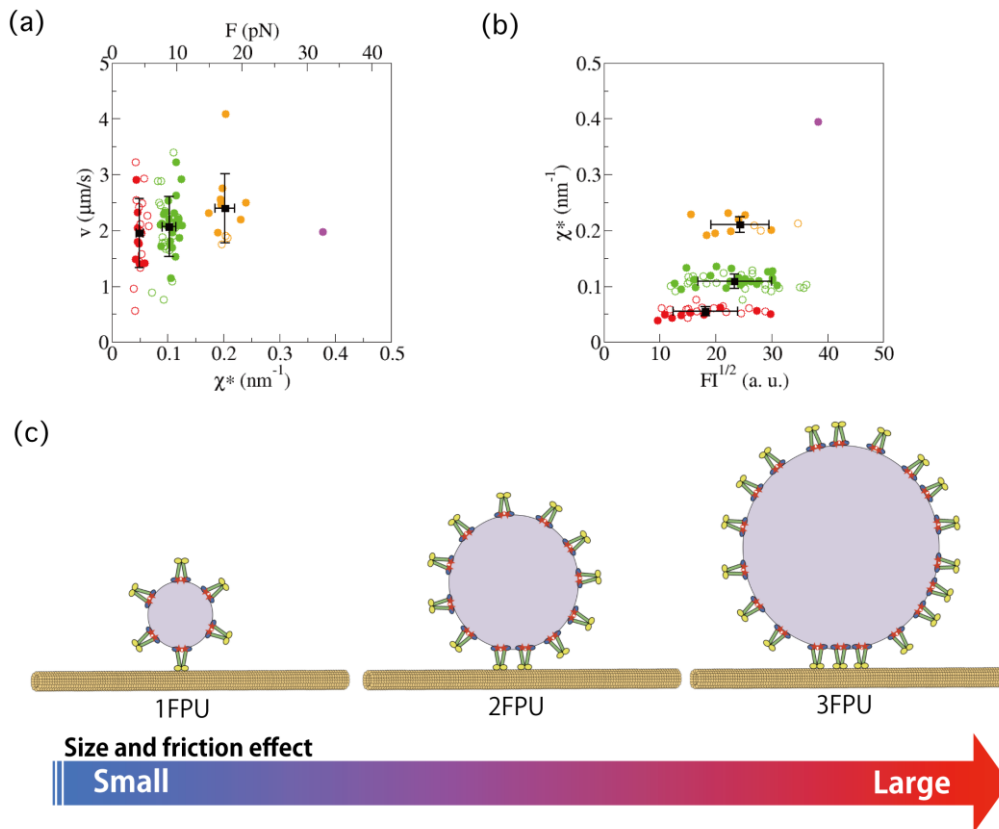 (a)
F (pN)
0 10 20 30 40
5
4
3
2
1
0
v (μm/s)
0 0.1 0.2 0.3 0.4 0.5
χ* (nm⁻¹)
(b)
0.5
0.4
0.3
0.2
0.1
0
χ* (nm⁻¹)
0 10 20 30 40 50
FI^{1/2} (a. u.)
(c)
1FPU 2FPU 3FPU
Size and friction effect
Small Large